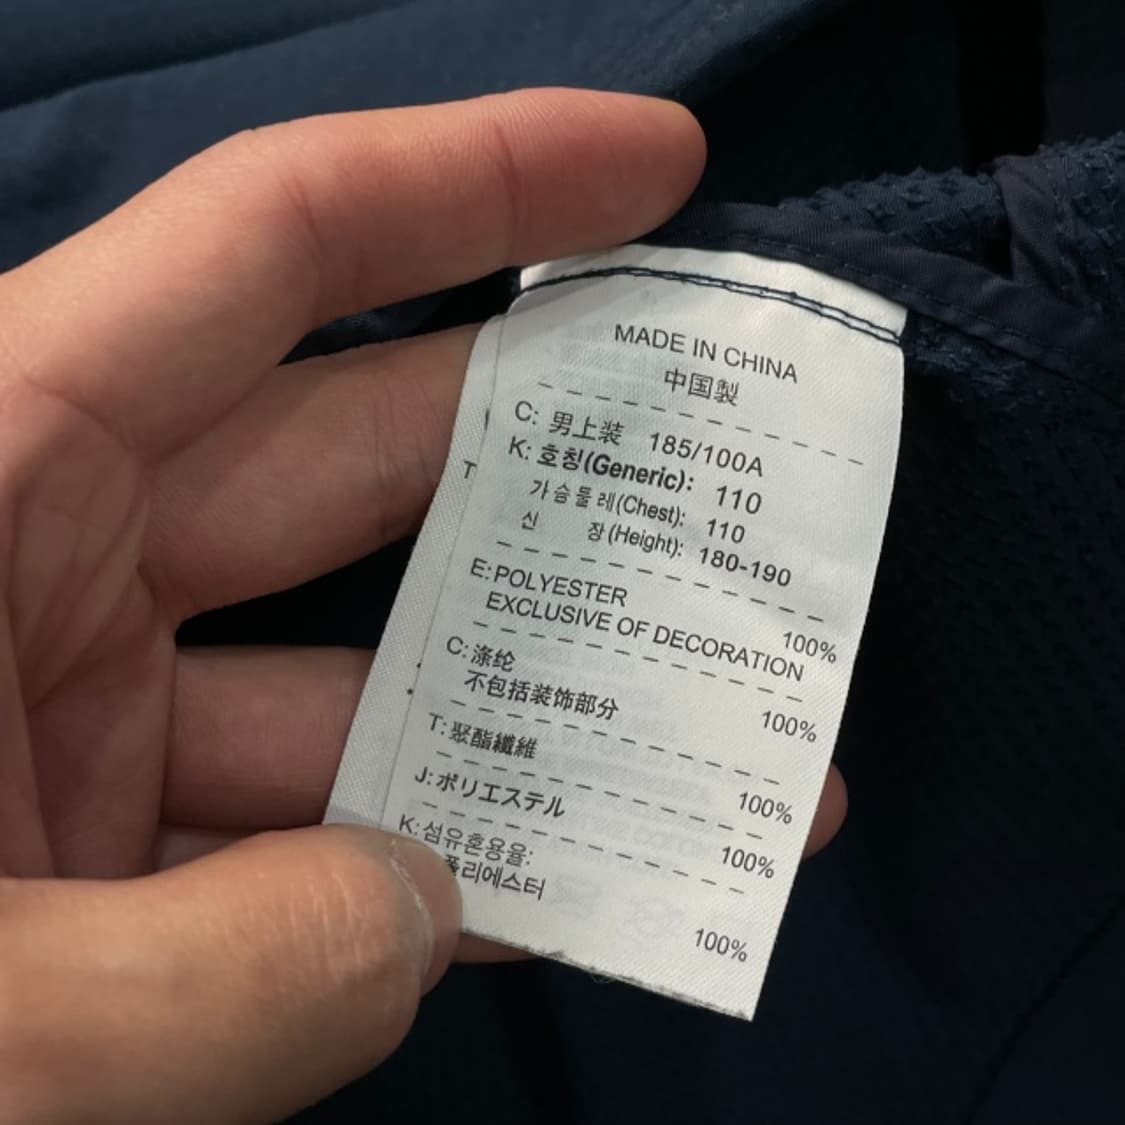 MADE IN CHINA
中国製
C: 男上装 185/100A
K: 호칭(Generic): 110
가슴둘레(Chest): 110
신 장(Height): 180-190
E: POLYESTER 100%
EXCLUSIVE OF DECORATION
C: 涤纶 100%
不包括装饰部分
T: 聚酯纖維 100%
J: ポリエステル 100%
K: 섬유혼용율:
폴리에스터 100%
T